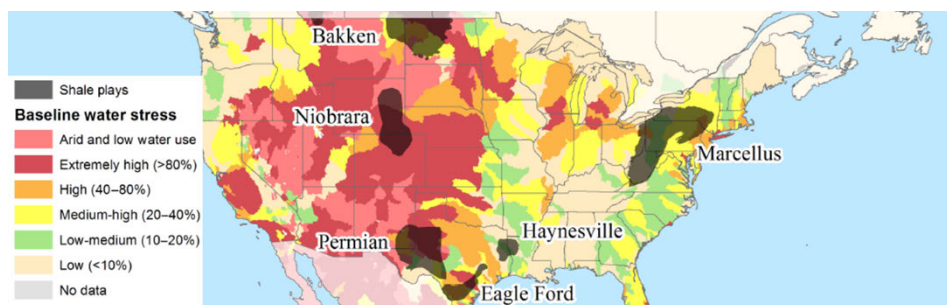 Bakken
Shale plays
Baseline water stress
Arid and low water use
Extremely high (>80%)
High (40–80%)
Medium-high (20–40%)
Low-medium (10–20%)
Low (<10%)
No data
Niobrara
Marcellus
Permian
Haynesville
Eagle Ford